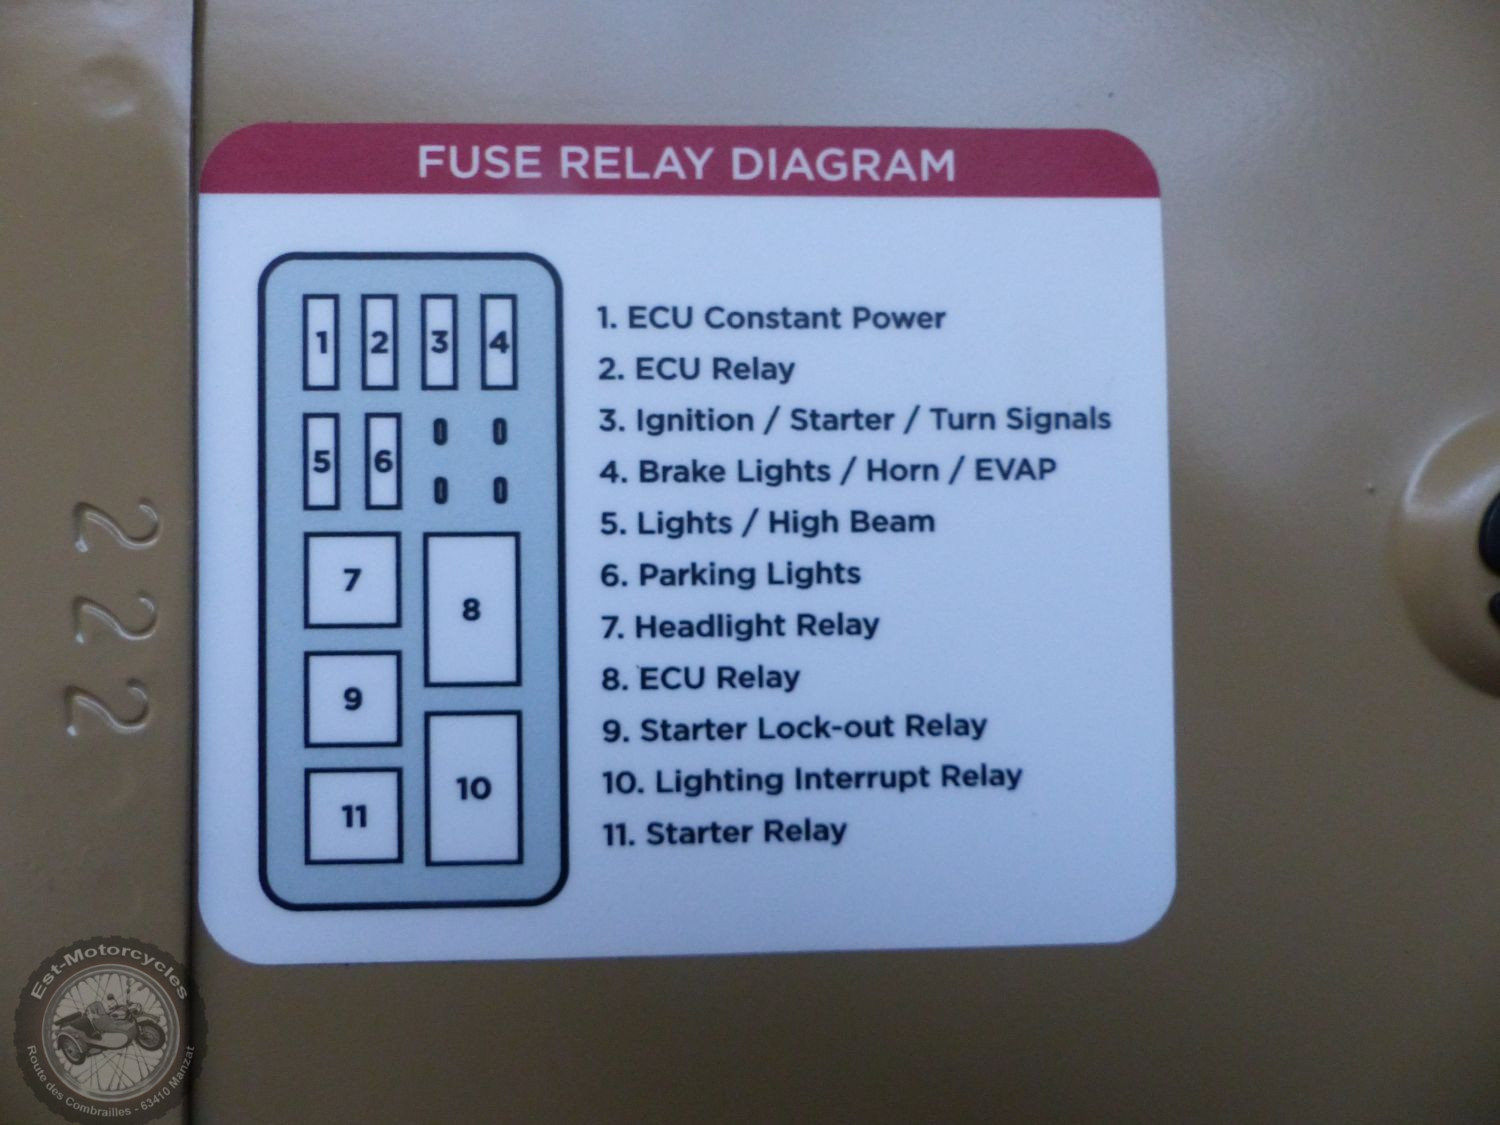 FUSE RELAY DIAGRAM
1 2 3 4
5 6
7
8
9
10
11
1. ECU Constant Power
2. ECU Relay
3. Ignition / Starter / Turn Signals
4. Brake Lights / Horn / EVAP
5. Lights / High Beam
6. Parking Lights
7. Headlight Relay
8. ECU Relay
9. Starter Lock-out Relay
10. Lighting Interrupt Relay
11. Starter Relay
222
Est-Motorcycles
Route des Combrailles - 63410 Manzat